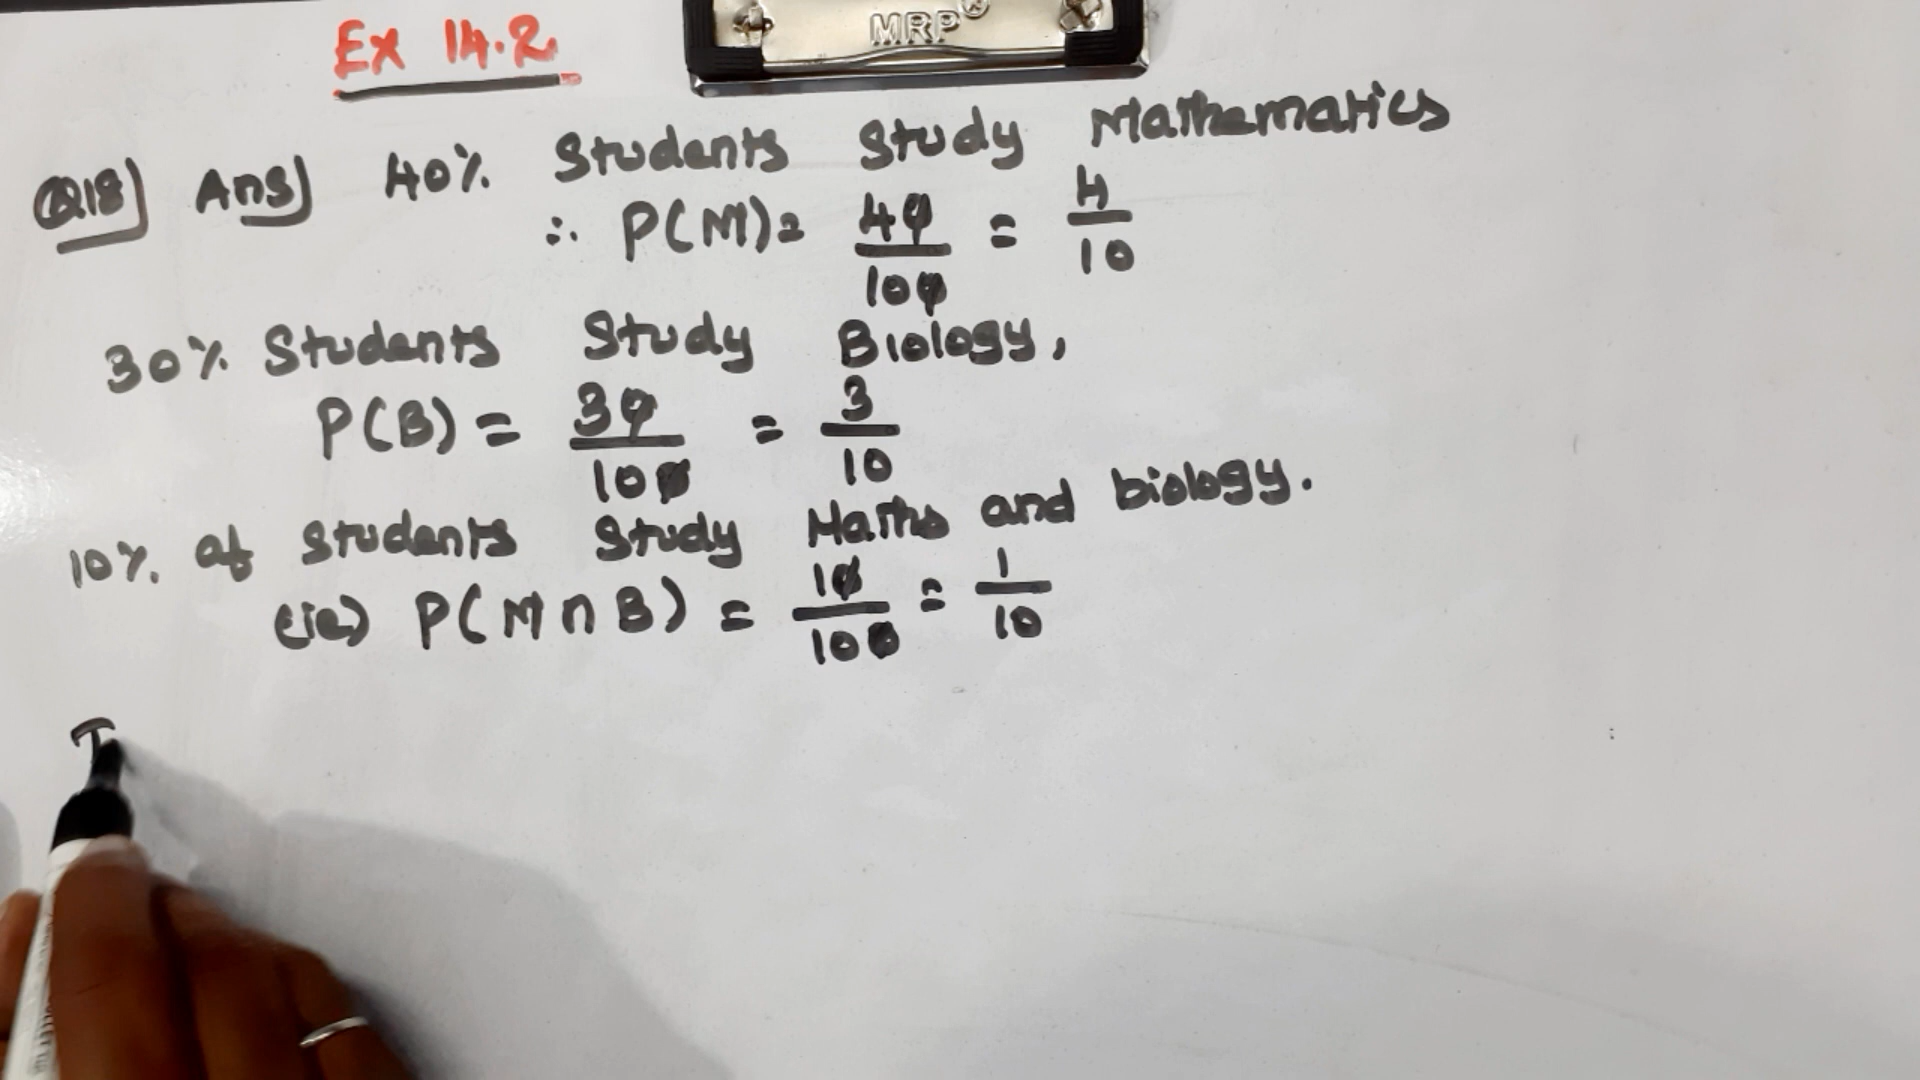 MRP®
Ex 14.2
Q18) Ans) 40% Students Study Mathematics
∴ P(M) = 40/100 = 4/10
30% Students Study Biology,
P(B) = 30/100 = 3/10
10% of students study Maths and biology.
(ie) P(M ∩ B) = 10/100 = 1/10